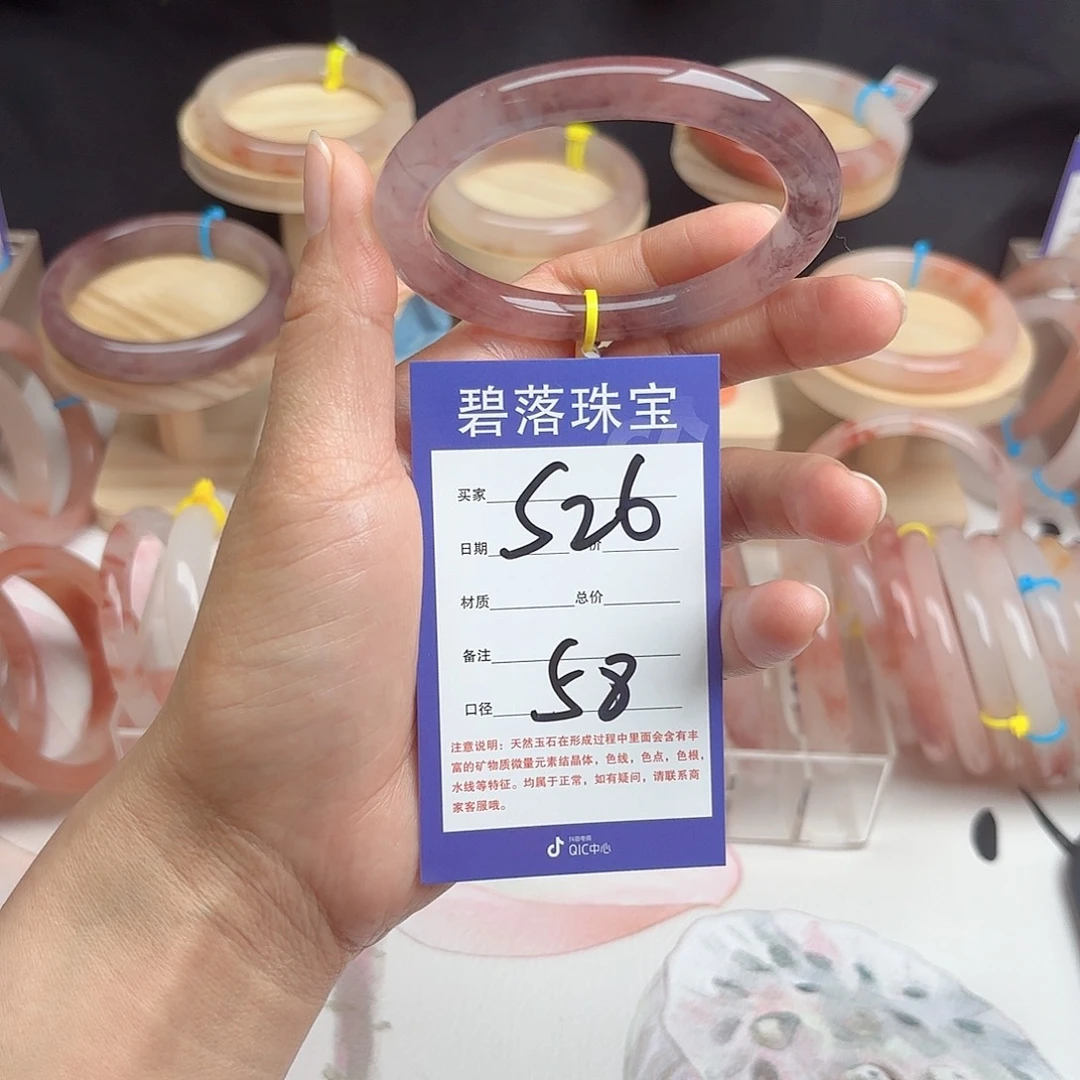 碧落珠宝
买家
526
日期 价
材质 总价
备注
58
口径
注意说明：天然玉石在形成过程中里面会含有丰
富的矿物质微量元素结晶体，色线，色点，色根，
水线等特征。均属于正常，如有疑问，请联系商
家客服哦。
抖音电商
QIC中心